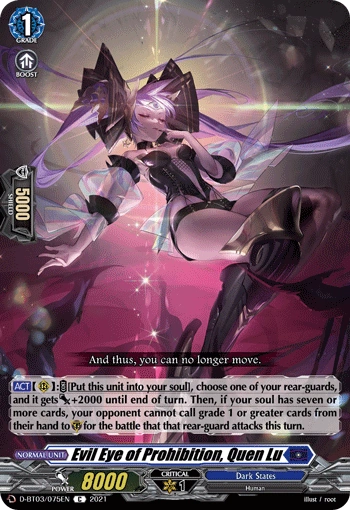 1
GRADE
BOOST
5000
SHIELD
And thus, you can no longer move.
ACT【】:[Put this unit into your soul], choose one of your rear-guards,
and it gets +2000 until end of turn. Then, if your soul has seven or
more cards, your opponent cannot call grade 1 or greater cards from
their hand to for the battle that that rear-guard attacks this turn.
NORMAL UNIT Evil Eye of Prohibition, Quen Lu
POWER 8000 CRITICAL 1 Dark States
Human
D-BT03/075EN C 2021 illust / root